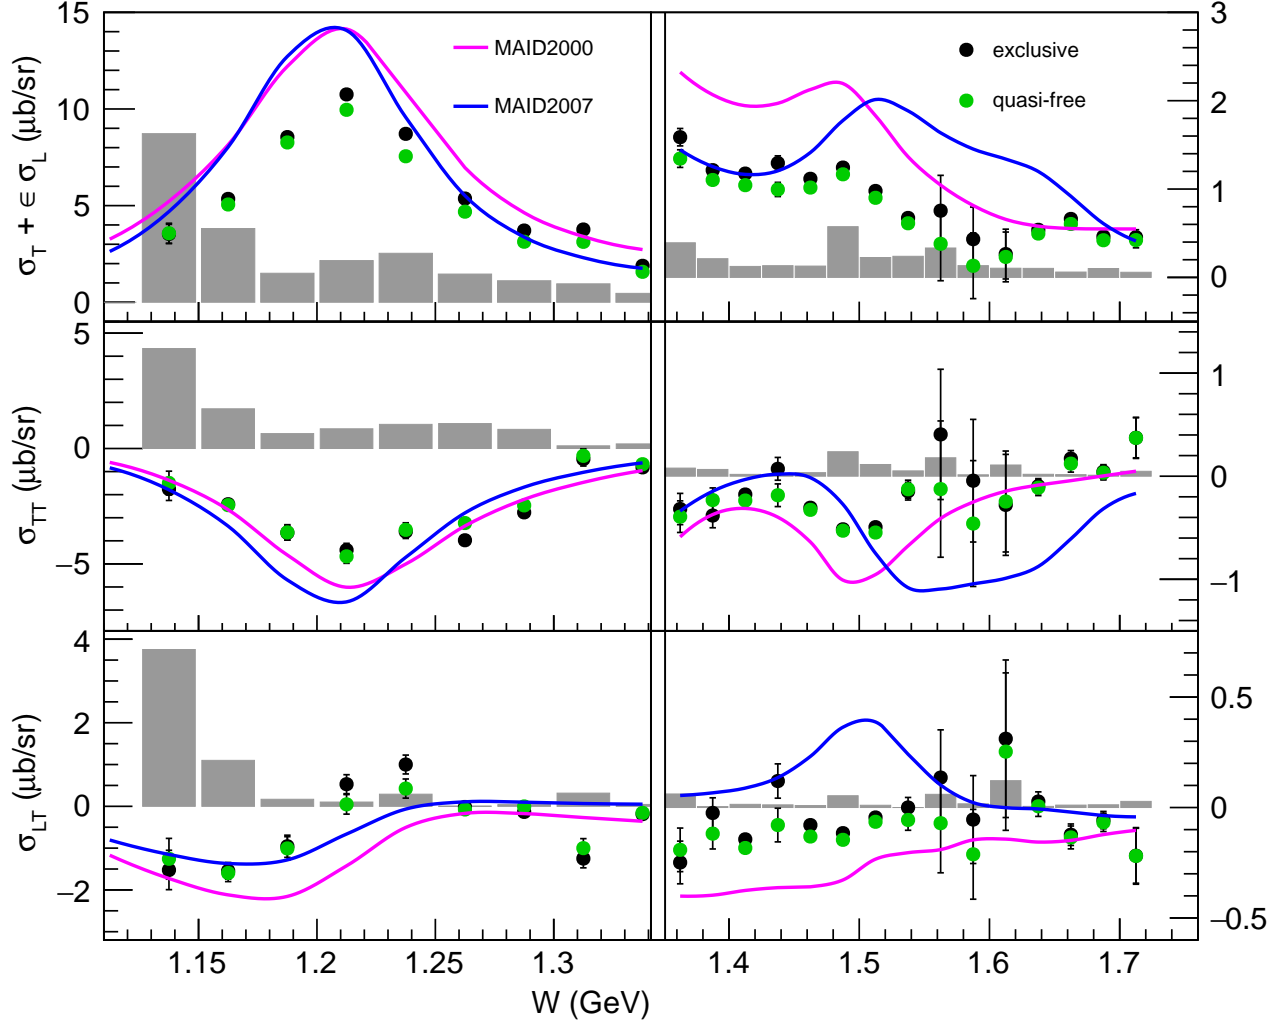 15
10
5
0
σT + ϵ σL (μb/sr)
MAID2000
MAID2007
exclusive
quasi-free
3
2
1
0
5
0
−5
σTT (μb/sr)
1
0
−1
4
2
0
−2
σLT (μb/sr)
0.5
0
−0.5
1.15 1.2 1.25 1.3 1.4 1.5 1.6 1.7
W (GeV)